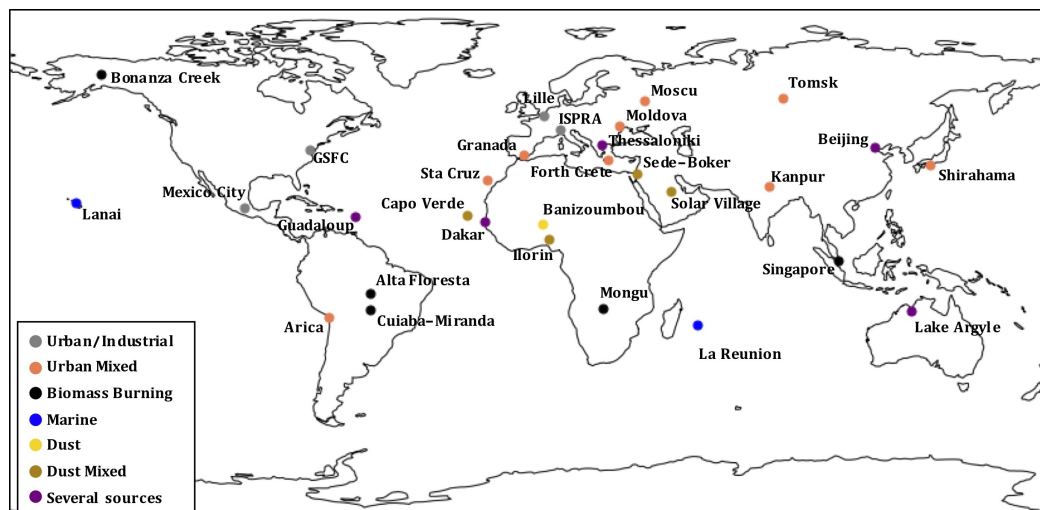 Bonanza Creek
Lille
Moscu
Tomsk
ISPRA
Moldova
GSFC
Granada
Thessaloniki
Beijing
Sta Cruz
Forth Crete
Sede-Boker
Kanpur
Shirahama
Mexico City
Lanai
Guadaloup
Capo Verde
Banizoumbou
Solar Village
Dakar
Ilorin
Singapore
Alta Floresta
Mongu
Arica
Cuiaba-Miranda
Lake Argyle
La Reunion
Urban/Industrial
Urban Mixed
Biomass Burning
Marine
Dust
Dust Mixed
Several sources